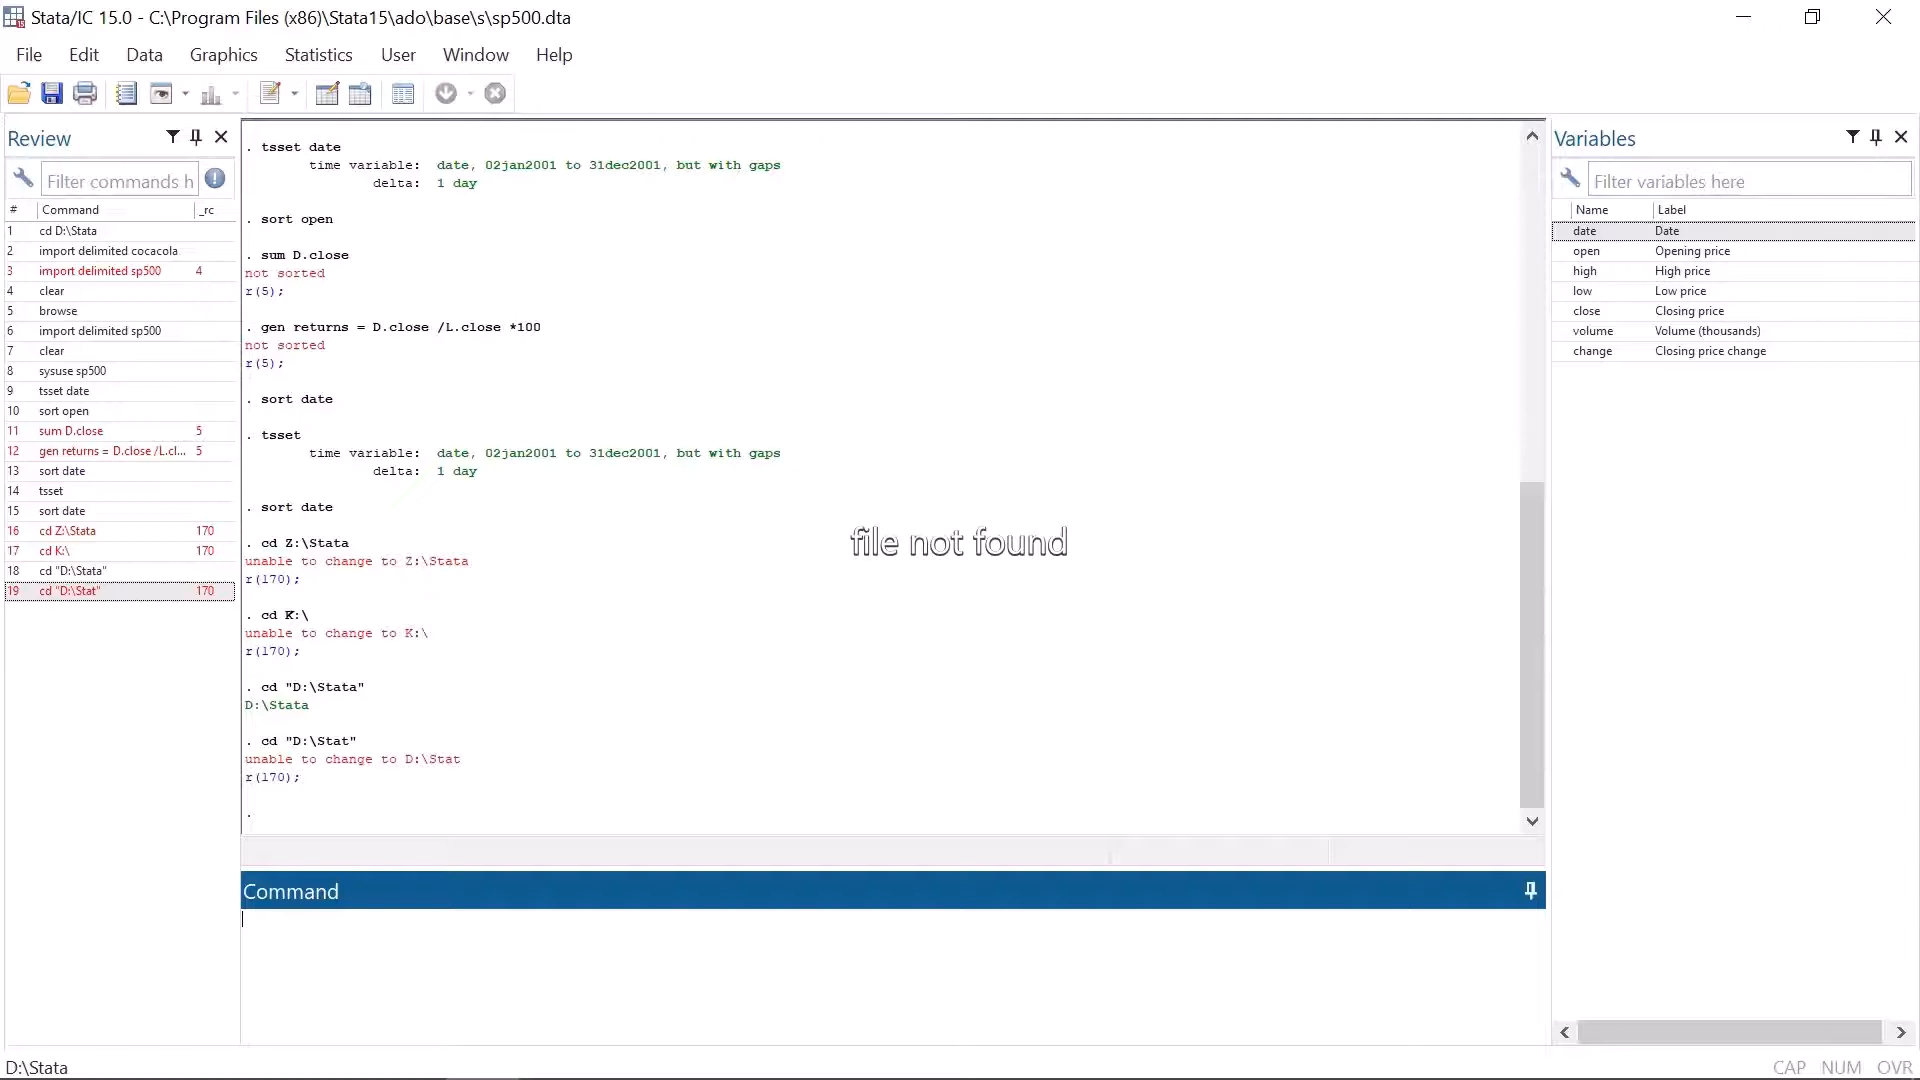 Stata/IC 15.0 - C:\Program Files (x86)\Stata15\ado\base\s\sp500.dta
File Edit Data Graphics Statistics User Window Help
Review
Filter commands h
# Command _rc
1 cd D:\Stata
2 import delimited cocacola
3 import delimited sp500 4
4 clear
5 browse
6 import delimited sp500
7 clear
8 sysuse sp500
9 tsset date
10 sort open
11 sum D.close 5
12 gen returns = D.close /L.cl... 5
13 sort date
14 tsset
15 sort date
16 cd Z:\Stata 170
17 cd K:\ 170
18 cd "D:\Stata"
19 cd "D:\Stat" 170
. tsset date
time variable: date, 02jan2001 to 31dec2001, but with gaps
delta: 1 day
. sort open
. sum D.close
not sorted
r(5);
. gen returns = D.close /L.close *100
not sorted
r(5);
. sort date
. tsset
time variable: date, 02jan2001 to 31dec2001, but with gaps
delta: 1 day
. sort date
. cd Z:\Stata
unable to change to Z:\Stata
r(170);
. cd K:\
unable to change to K:\
r(170);
. cd "D:\Stata"
D:\Stata
. cd "D:\Stat"
unable to change to D:\Stat
r(170);
.
file not found
Command
Variables
Filter variables here
Name Label
date Date
open Opening price
high High price
low Low price
close Closing price
volume Volume (thousands)
change Closing price change
D:\Stata
CAP NUM OVR